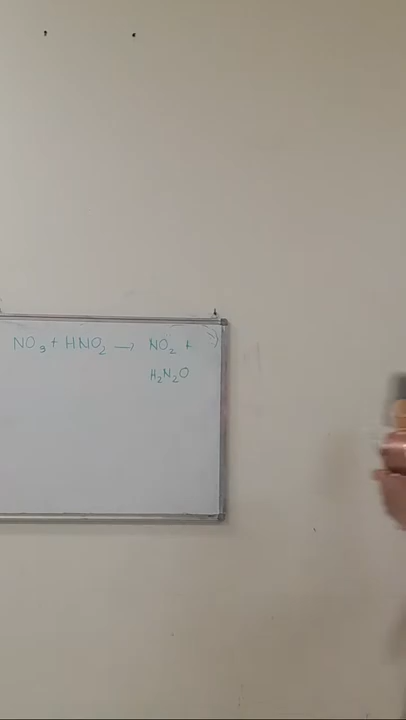 NO₃ + HNO₂ → NO₂ +
H₂N₂O